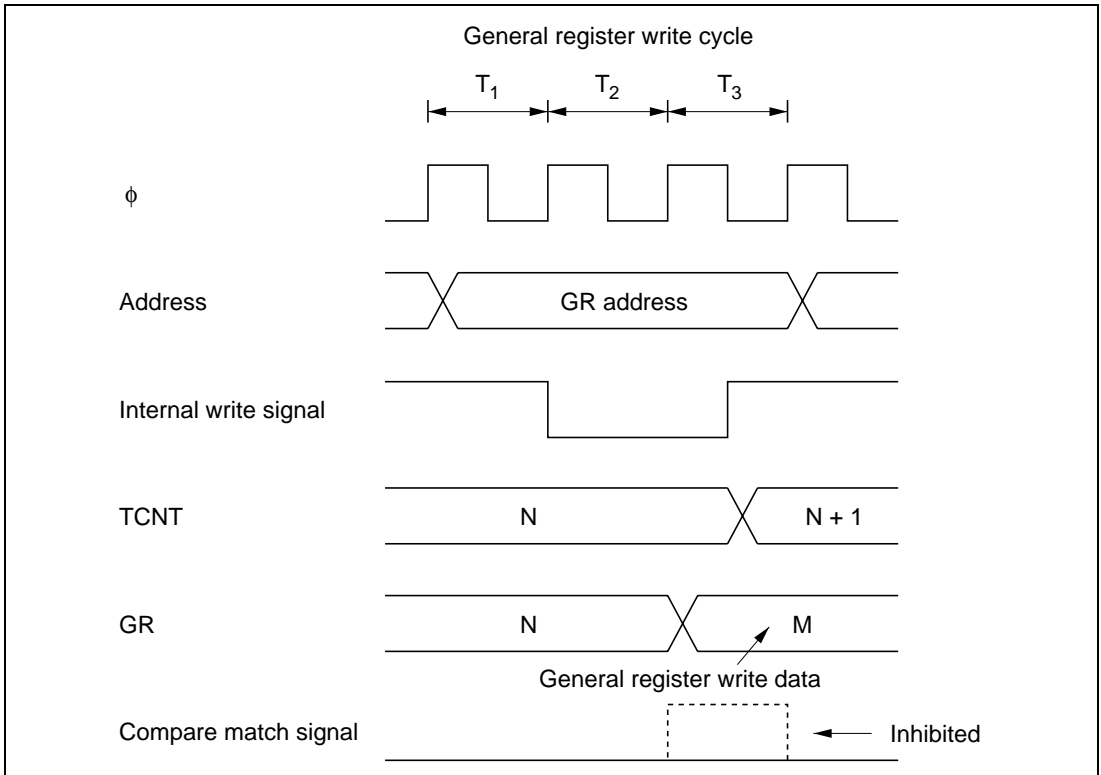 General register write cycle
T1 T2 T3
ϕ
Address GR address
Internal write signal
TCNT N N + 1
GR N M
General register write data
Compare match signal Inhibited